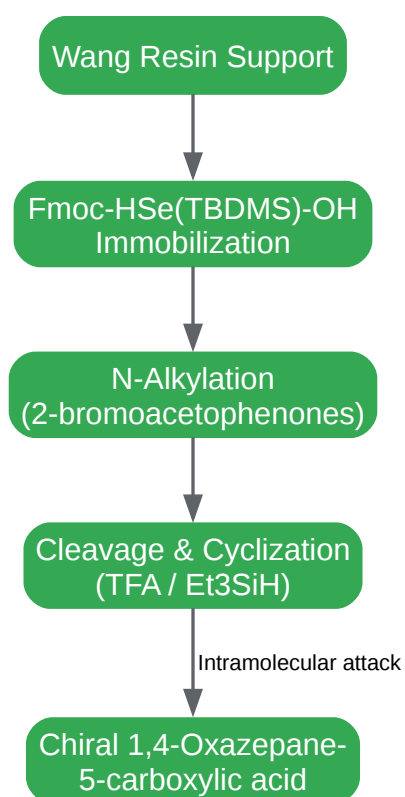 Wang Resin Support
Fmoc-HSe(TBDMS)-OH
Immobilization
N-Alkylation
(2-bromoacetophenones)
Cleavage & Cyclization
(TFA / Et3SiH)
Intramolecular attack
Chiral 1,4-Oxazepane-
5-carboxylic acid